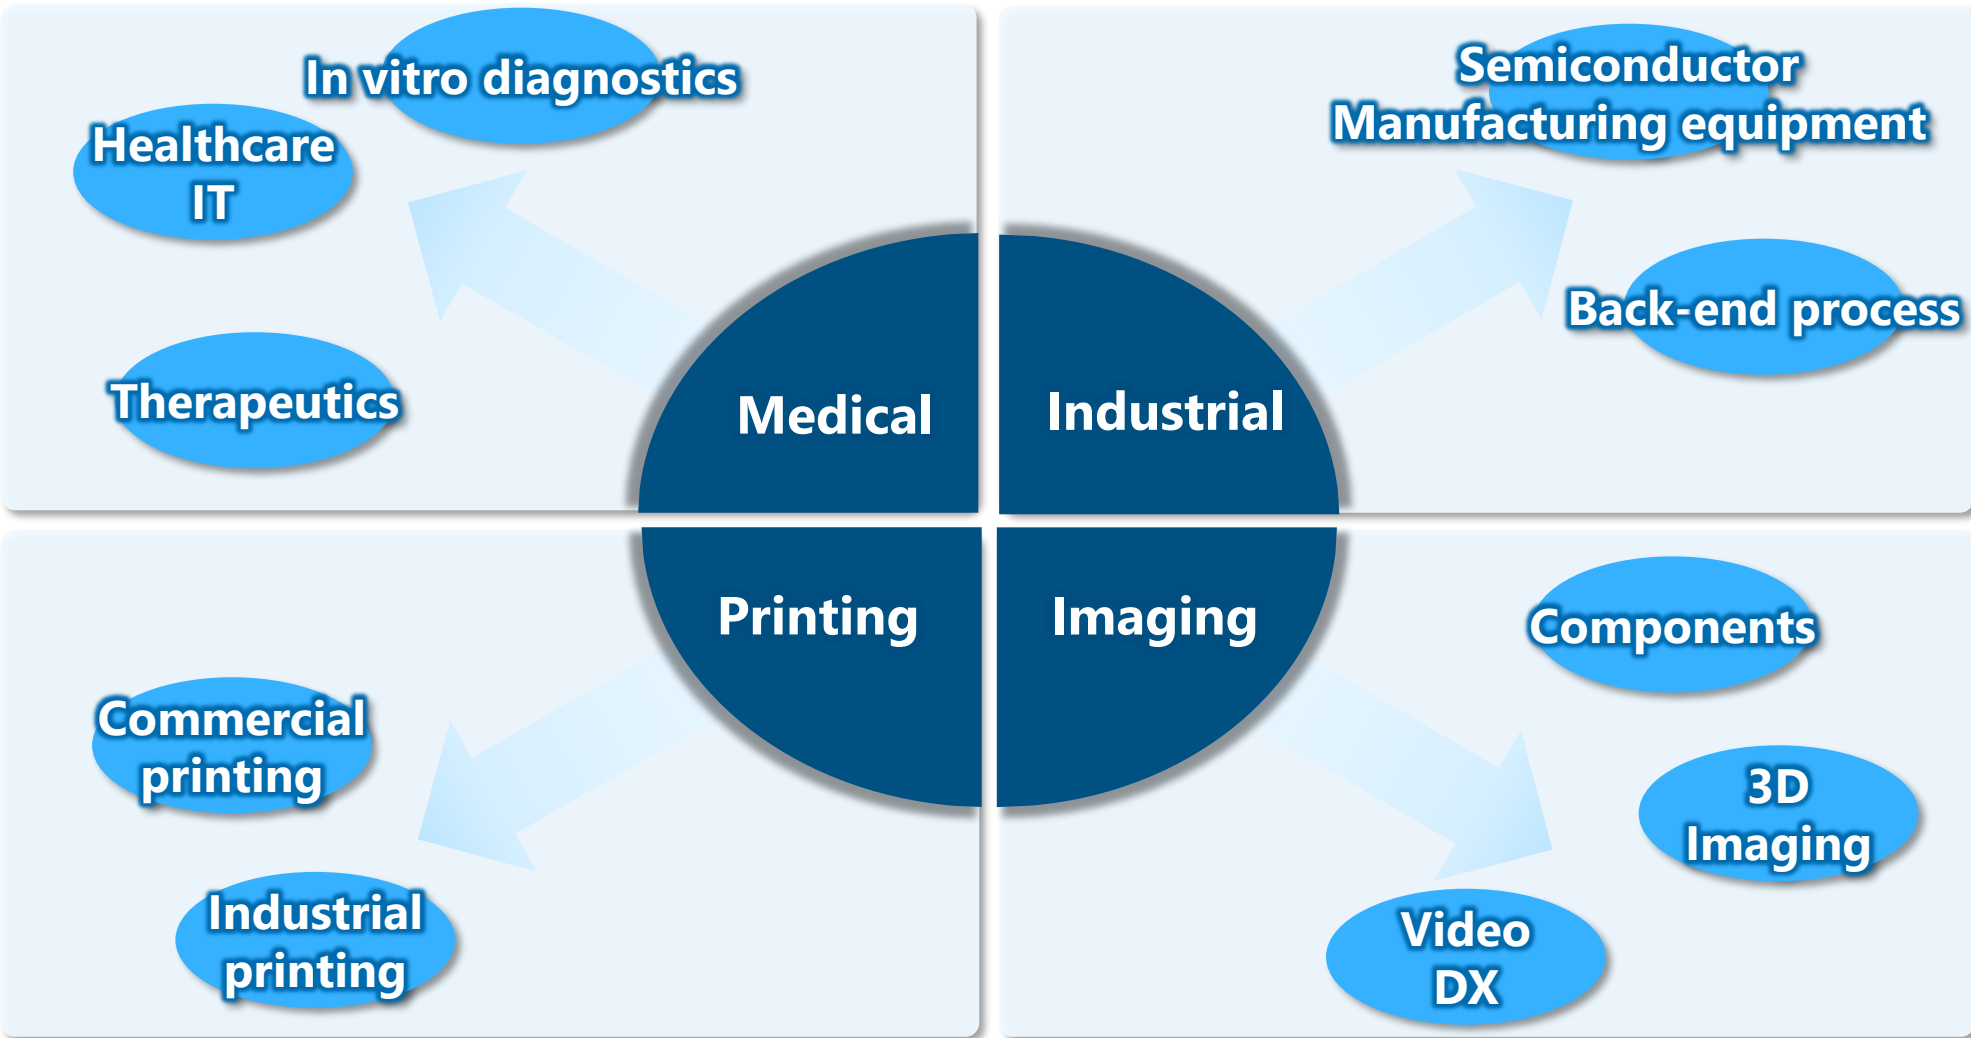 In vitro diagnostics
Healthcare
IT
Therapeutics
Medical
Semiconductor
Manufacturing equipment
Back-end process
Industrial
Printing
Commercial
printing
Industrial
printing
Imaging
Components
3D
Imaging
Video
DX